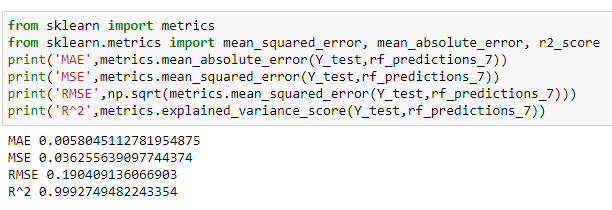 from sklearn import metrics
from sklearn.metrics import mean_squared_error, mean_absolute_error, r2_score
print('MAE',metrics.mean_absolute_error(Y_test,rf_predictions_7))
print('MSE',metrics.mean_squared_error(Y_test,rf_predictions_7))
print('RMSE',np.sqrt(metrics.mean_squared_error(Y_test,rf_predictions_7)))
print('R^2',metrics.explained_variance_score(Y_test,rf_predictions_7))
MAE 0.0058045112781954875
MSE 0.036255639097744374
RMSE 0.190409136066903
R^2 0.9992749482243354